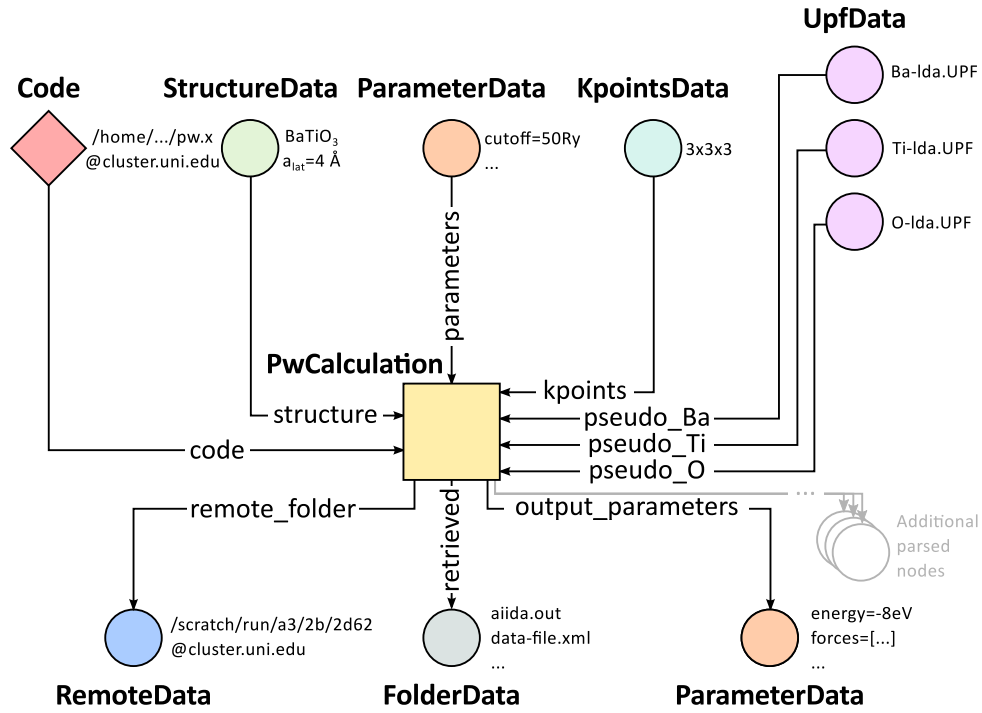 UpfData
Ba-lda.UPF
Ti-lda.UPF
O-lda.UPF
Code
/home/.../pw.x
@cluster.uni.edu
StructureData
BaTiO₃
aₗₐₜ=4 Å
ParameterData
cutoff=50Ry
...
KpointsData
3x3x3
parameters
PwCalculation
kpoints
structure
pseudo_Ba
code
pseudo_Ti
pseudo_O
remote_folder
retrieved
output_parameters
...
Additional
parsed
nodes
/scratch/run/a3/2b/2d62
@cluster.uni.edu
RemoteData
aiida.out
data-file.xml
...
FolderData
energy=-8eV
forces=[...]
...
ParameterData